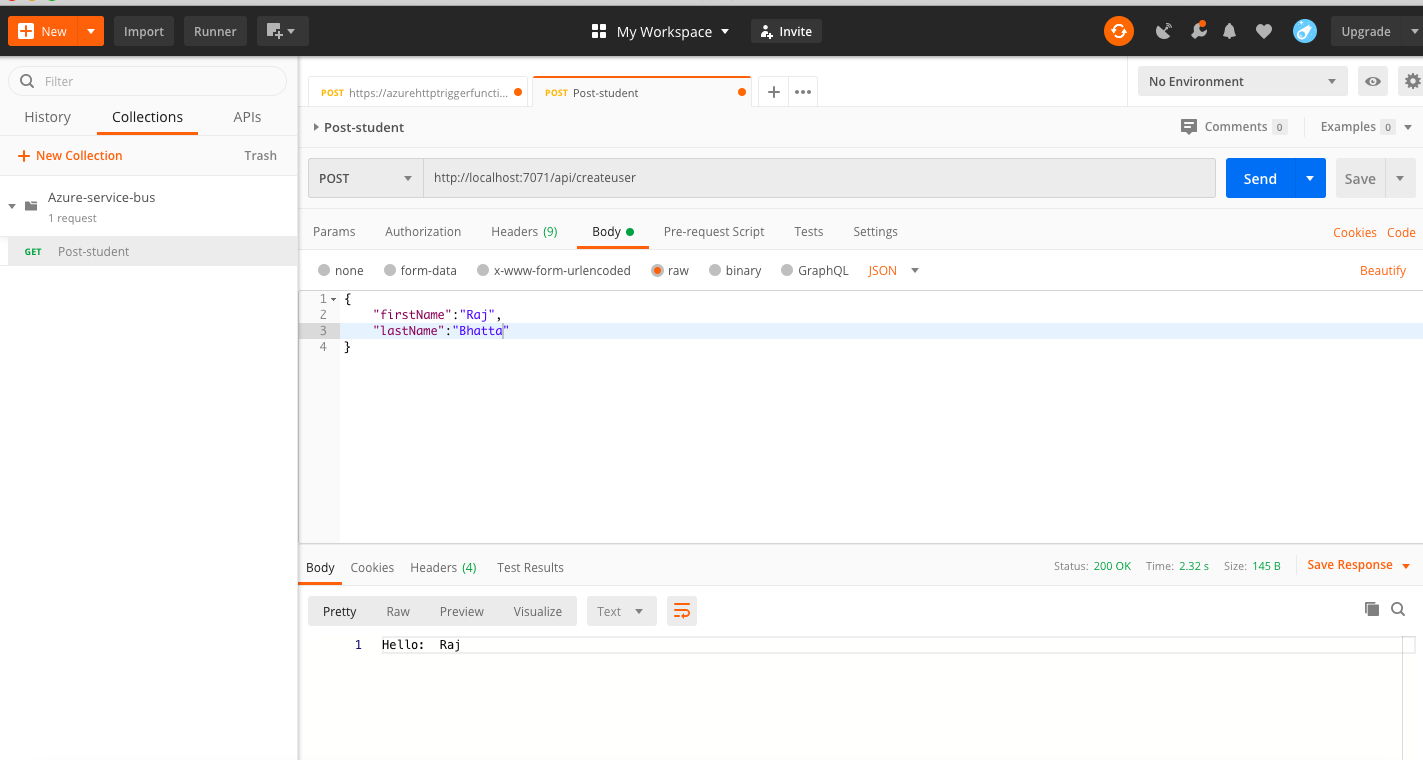 New Import Runner My Workspace Invite Upgrade
Filter
POST https://azurehttptriggerfuncti... POST Post-student No Environment
History Collections APIs
Post-student Comments 0 Examples 0
New Collection Trash
POST http://localhost:7071/api/createuser Send Save
Azure-service-bus
1 request
Params Authorization Headers (9) Body Pre-request Script Tests Settings Cookies Code
GET Post-student
none form-data x-www-form-urlencoded raw binary GraphQL JSON Beautify
1 {
2 "firstName":"Raj",
3 "lastName":"Bhatta"
4 }
Body Cookies Headers (4) Test Results Status: 200 OK Time: 2.32 s Size: 145 B Save Response
Pretty Raw Preview Visualize Text
1 Hello:  Raj